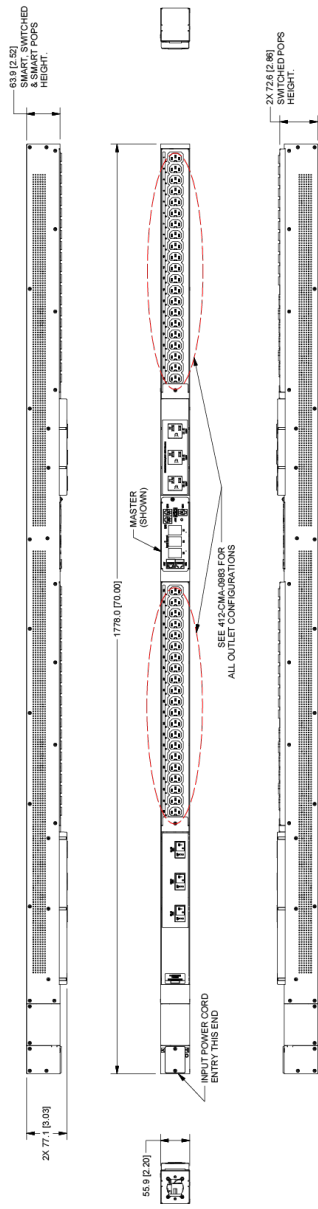 63.9 [2.52]
SMART, SWITCHED
& SMART POPS
HEIGHT.
2X 77.1 [3.03]
1778.0 [70.00]
MASTER
(SHOWN)
SEE 412-CMA-0983 FOR
ALL OUTLET CONFIGURATIONS
INPUT POWER CORD
ENTRY THIS END
55.9 [2.20]
2X 72.6 [2.86]
SWITCHED POPS
HEIGHT.